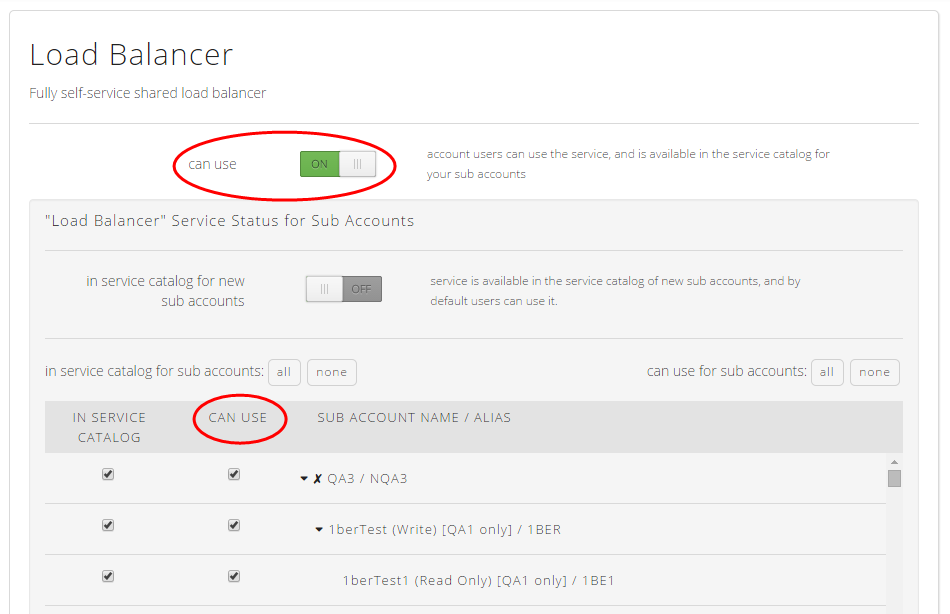 Load Balancer
Fully self-service shared load balancer
can use
ON
account users can use the service, and is available in the service catalog for
your sub accounts
"Load Balancer" Service Status for Sub Accounts
in service catalog for new
sub accounts
OFF
service is available in the service catalog of new sub accounts, and by
default users can use it.
in service catalog for sub accounts: all none
can use for sub accounts: all none
IN SERVICE
CATALOG
CAN USE
SUB ACCOUNT NAME / ALIAS
✗ QA3 / NQA3
1berTest (Write) [QA1 only] / 1BER
1berTest1 (Read Only) [QA1 only] / 1BE1